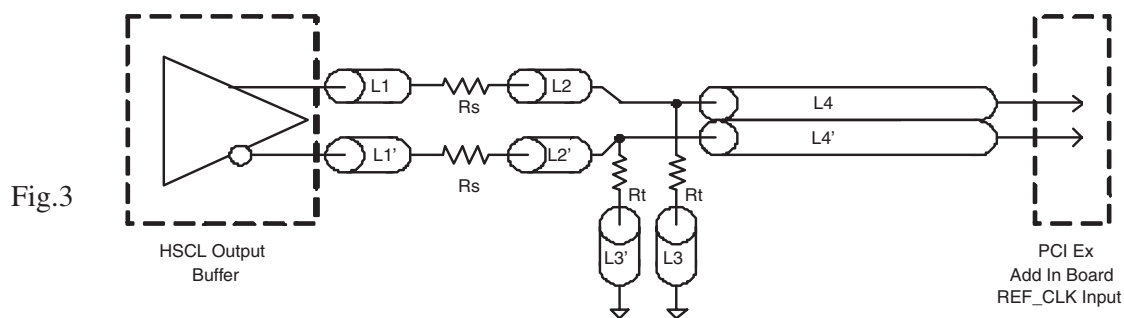 L1
Rs
L2
L4
L1'
Rs
L2'
L4'
Rt
Rt
L3'
L3
Fig.3
HSCL Output
Buffer
PCI Ex
Add In Board
REF_CLK Input